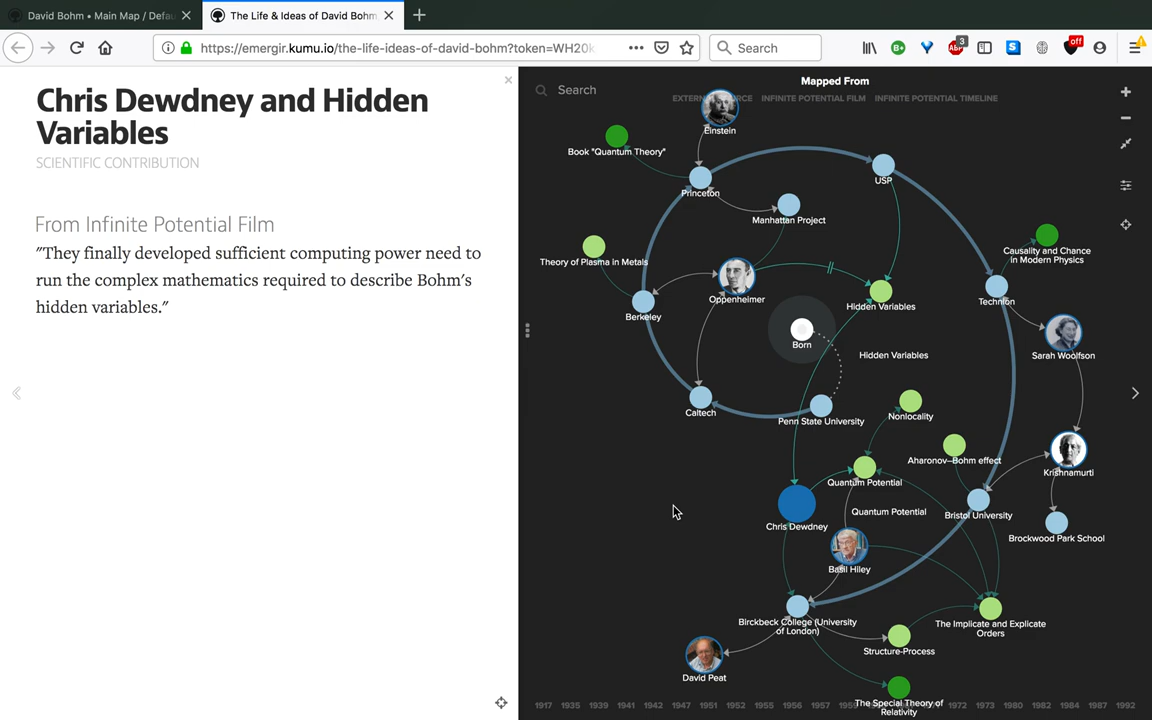 David Bohm • Main Map / Defau
The Life & Ideas of David Bohm
https://emergir.kumu.io/the-life-ideas-of-david-bohm?token=WH20k
Search
B+
ABP
3
S
off
Chris Dewdney and Hidden
Variables
SCIENTIFIC CONTRIBUTION
From Infinite Potential Film
"They finally developed sufficient computing power need to
run the complex mathematics required to describe Bohm's
hidden variables."
Mapped From
Search
INFINITE POTENTIAL FILM
INFINITE POTENTIAL TIMELINE
Einstein
Book "Quantum Theory"
Princeton
USP
Manhattan Project
Theory of Plasma in Metals
Causality and Chance
in Modern Physics
Oppenheimer
Hidden Variables
Technion
Berkeley
Born
Sarah Woolfson
Hidden Variables
Caltech
Penn State University
Nonlocality
Aharonov–Bohm effect
Krishnamurti
Quantum Potential
Quantum Potential
Bristol University
Chris Dewdney
Brockwood Park School
Basil Hiley
Birckbeck College (University
of London)
The Implicate and Explicate
Orders
Structure-Process
David Peat
The Special Theory of
Relativity
1917 1935 1939 1941 1942 1947 1951 1952 1955 1956 1957 1972 1973 1980 1982 1984 1987 1992